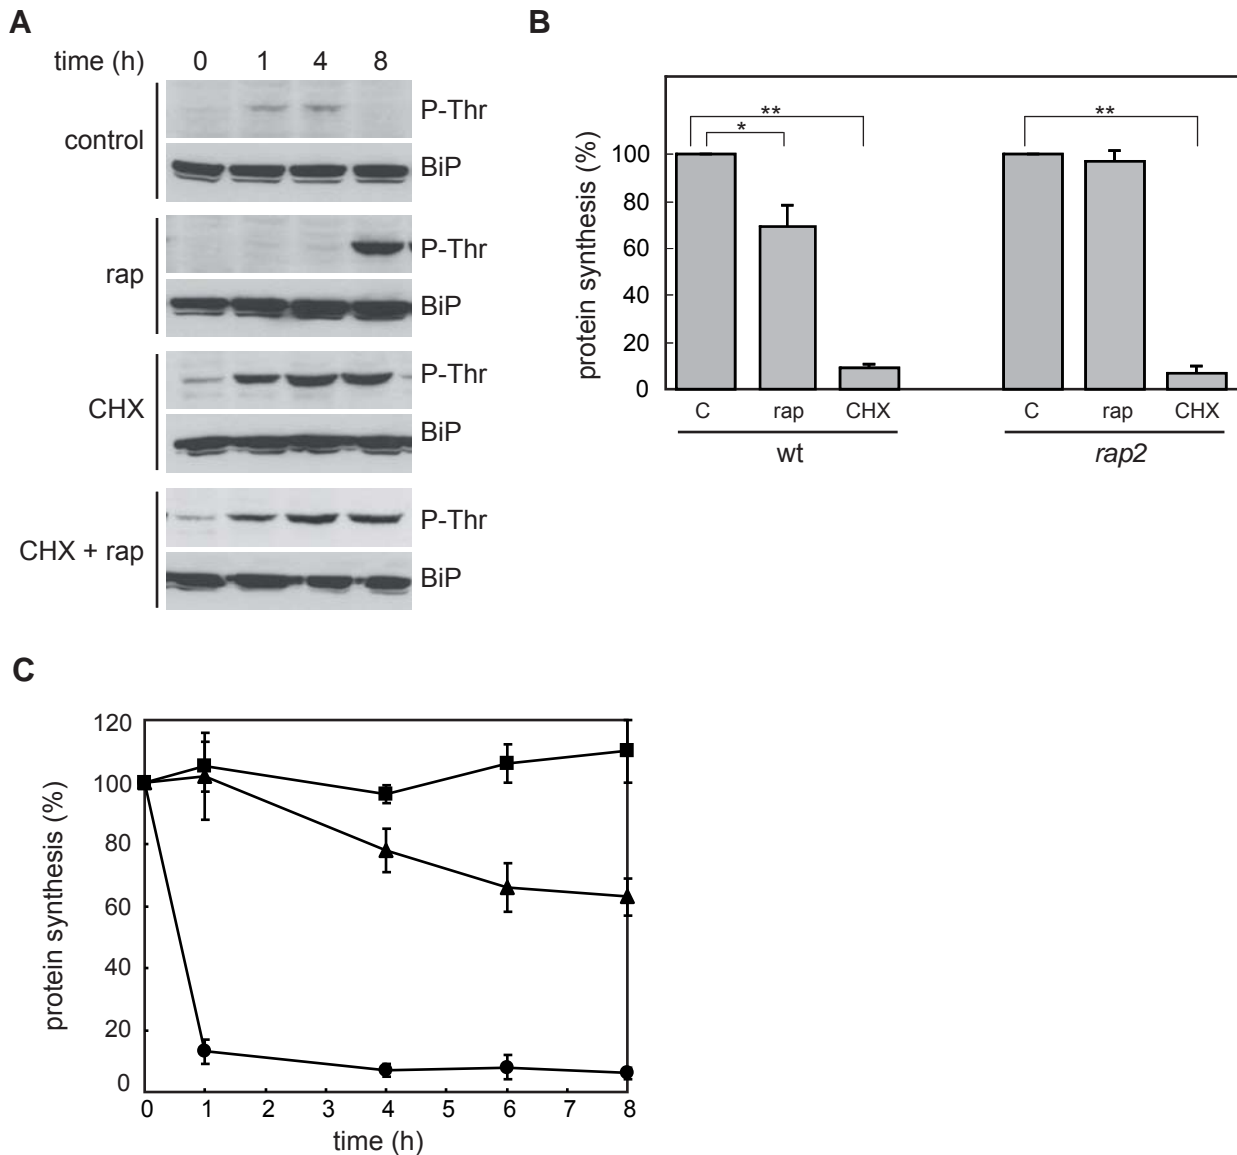 A
time (h) 0 1 4 8
control
P-Thr
BiP
rap
P-Thr
BiP
CHX
P-Thr
BiP
CHX + rap
P-Thr
BiP
B
protein synthesis (%)
100
80
60
40
20
0
**
*
**
C rap CHX C rap CHX
wt rap2
C
protein synthesis (%)
120
100
80
60
40
20
0
0 1 2 3 4 5 6 7 8
time (h)